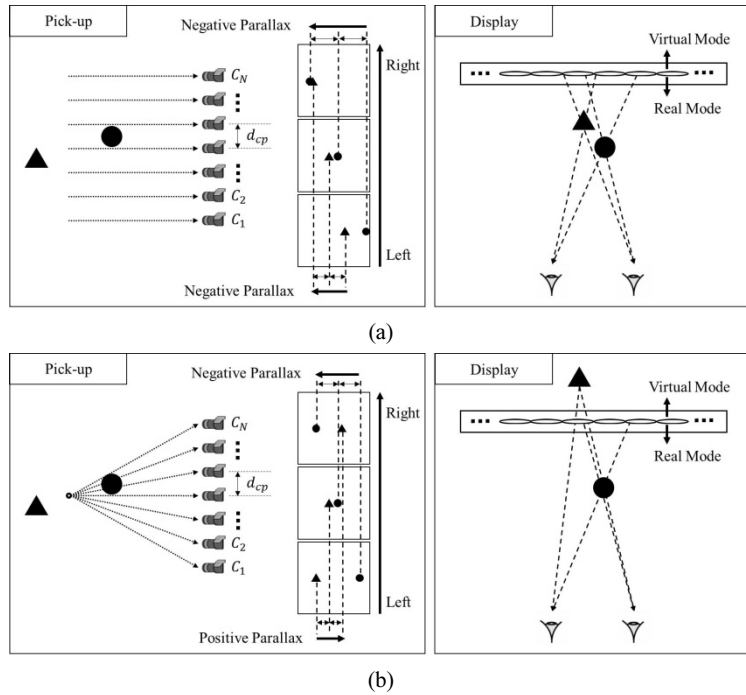 Pick-up
Negative Parallax
C_N
d_cp
C_2
C_1
Right
Left
Negative Parallax
Display
Virtual Mode
Real Mode
(a)
Pick-up
Negative Parallax
C_N
d_cp
C_2
C_1
Right
Left
Positive Parallax
Display
Virtual Mode
Real Mode
(b)